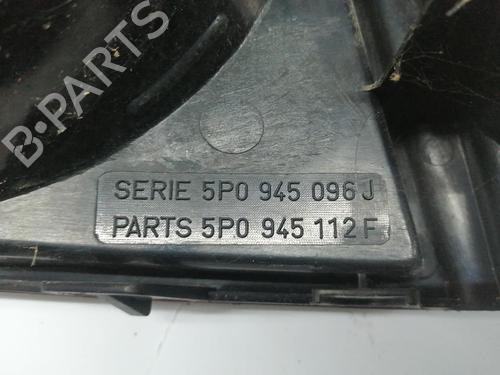 B-PARTS
SERIE 5P0 945 096 J
PARTS 5P0 945 112 F